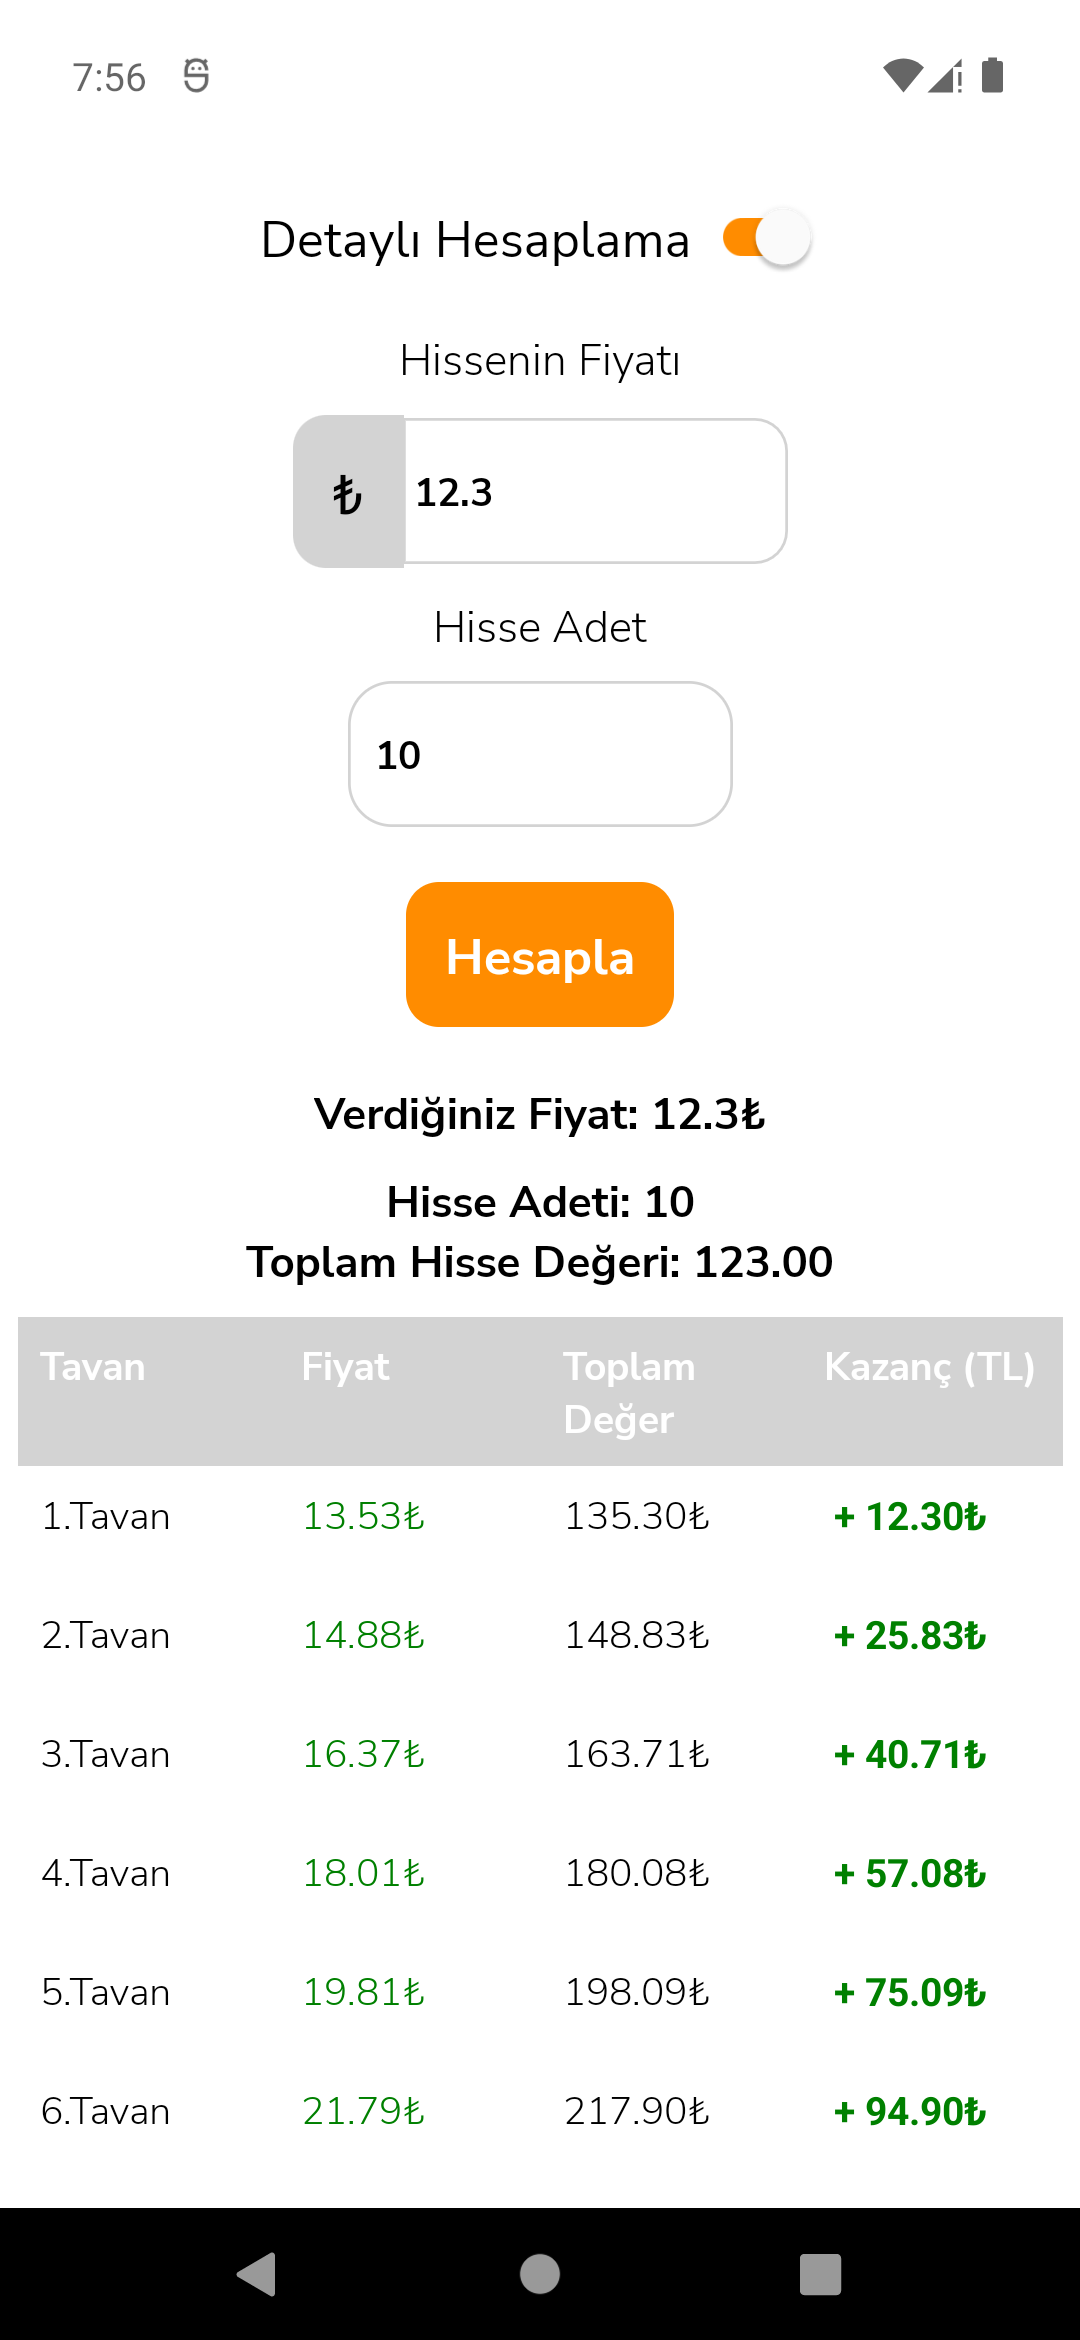 7:56
Detaylı Hesaplama
Hissenin Fiyatı
₺ 12.3
Hisse Adet
10
Hesapla
Verdiğiniz Fiyat: 12.3₺
Hisse Adeti: 10
Toplam Hisse Değeri: 123.00
Tavan Fiyat Toplam Değer Kazanç (TL)
1.Tavan 13.53₺ 135.30₺ + 12.30₺
2.Tavan 14.88₺ 148.83₺ + 25.83₺
3.Tavan 16.37₺ 163.71₺ + 40.71₺
4.Tavan 18.01₺ 180.08₺ + 57.08₺
5.Tavan 19.81₺ 198.09₺ + 75.09₺
6.Tavan 21.79₺ 217.90₺ + 94.90₺